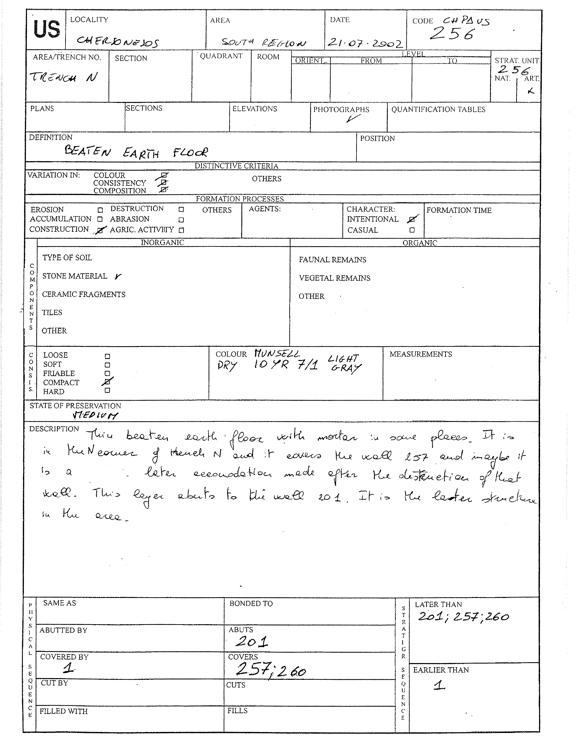 US
LOCALITY
CHERSONESOS
AREA
SOUTH REGION
DATE
21-07-2002
CODE CHPAUS
256
AREA/TRENCH NO.
TRENCH N
SECTION
QUADRANT
ROOM
LEVEL
ORIENT. FROM TO
STRAT. UNIT
256
NAT. ART.
PLANS
SECTIONS
ELEVATIONS
PHOTOGRAPHS
✓
QUANTIFICATION TABLES
DEFINITION
BEATEN EARTH FLOOR
POSITION
DISTINCTIVE CRITERIA
VARIATION IN: COLOUR
CONSISTENCY
COMPOSITION
OTHERS
FORMATION PROCESSES
EROSION DESTRUCTION
ACCUMULATION ABRASION
CONSTRUCTION AGRIC. ACTIVIIY
OTHERS
AGENTS:
CHARACTER:
INTENTIONAL
CASUAL
FORMATION TIME
COMPONENTS
INORGANIC
TYPE OF SOIL
STONE MATERIAL ✓
CERAMIC FRAGMENTS
TILES
OTHER
ORGANIC
FAUNAL REMAINS
VEGETAL REMAINS
OTHER
CONSIS.
LOOSE
SOFT
FRIABLE
COMPACT
HARD
COLOUR MUNSELL
DRY 10 YR 7/1 LIGHT GRAY
MEASUREMENTS
STATE OF PRESERVATION
MEDIUM
DESCRIPTION Thin beaten earth floor with mortar in some places. It is
in the N corner of trench N and it covers the wall 257 and maybe it
is a later accomodation made after the distruction of that
wall. This layer abuts to the wall 201. It is the later structure
in the area.
PHYSICAL SEQUENCE
SAME AS
ABUTTED BY
COVERED BY
1
CUT BY
FILLED WITH
BONDED TO
ABUTS
201
COVERS
257; 260
CUTS
FILLS
STRATIGR SEQUENCE
LATER THAN
201; 257; 260
EARLIER THAN
1